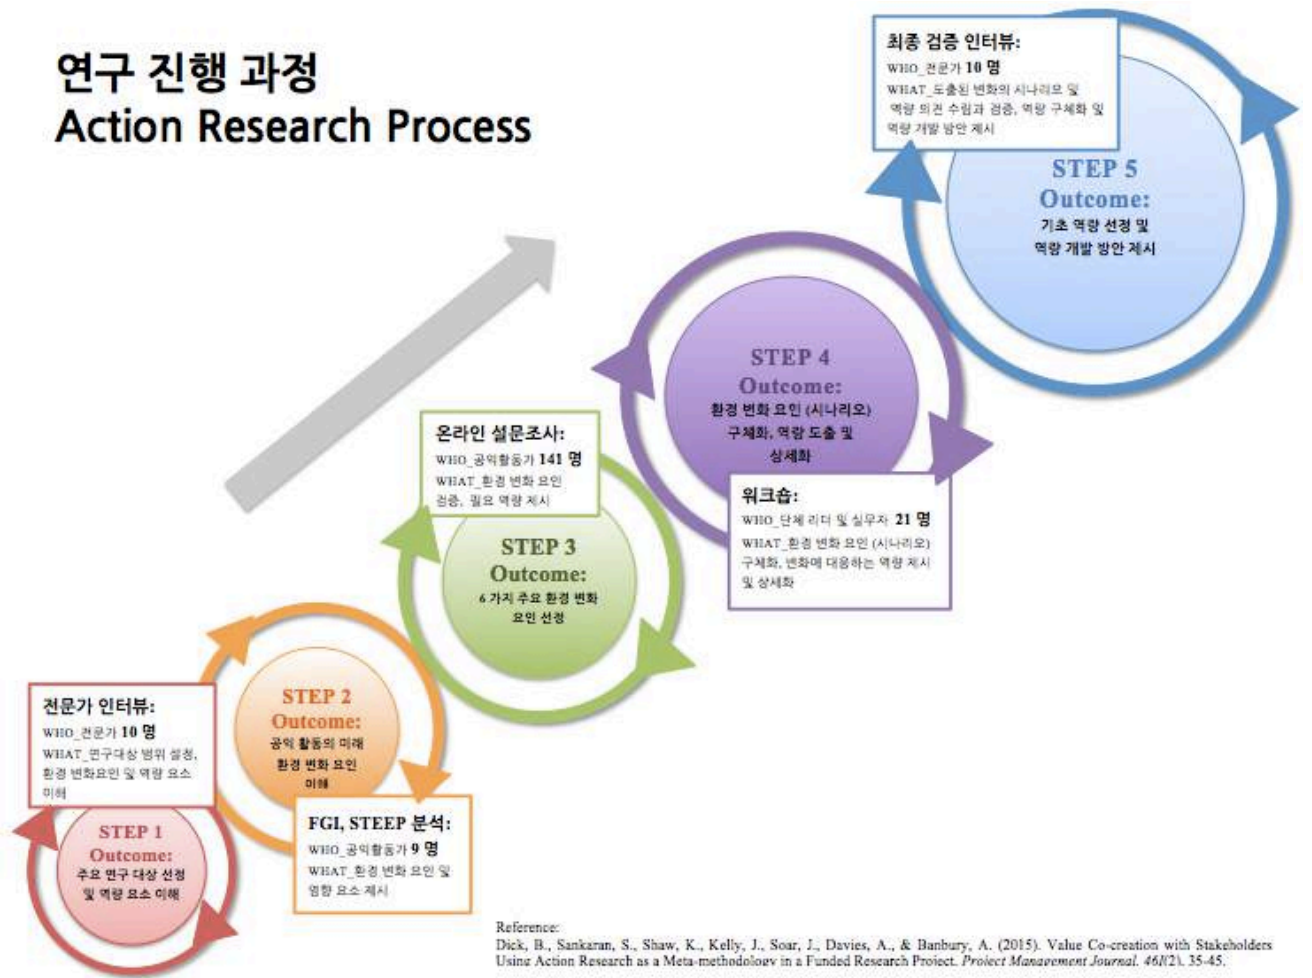 연구 진행 과정
Action Research Process
최종 검증 인터뷰:
WHO_전문가 10 명
WHAT_도출된 변화의 시나리오 및
역량 의견 수립과 검증, 역량 구체화 및
역량 개발 방안 제시
STEP 5
Outcome:
기초 역량 선정 및
역량 개발 방안 제시
STEP 4
Outcome:
환경 변화 요인 (시나리오)
구체화, 역량 도출 및
상세화
워크숍:
WHO_단체 리더 및 실무자 21 명
WHAT_환경 변화 요인 (시나리오)
구체화, 변화에 대응하는 역량 제시
및 상세화
온라인 설문조사:
WHO_공익활동가 141 명
WHAT_환경 변화 요인
검증, 필요 역량 제시
STEP 3
Outcome:
6 가지 주요 환경 변화
요인 선정
STEP 2
Outcome:
공익 활동의 미래
환경 변화 요인
이해
FGI, STEEP 분석:
WHO_공익활동가 9 명
WHAT_환경 변화 요인 및
영향 요소 제시
전문가 인터뷰:
WHO_전문가 10 명
WHAT_연구대상 범위 설정,
환경 변화요인 및 역량 요소
이해
STEP 1
Outcome:
주요 연구 대상 선정
및 역량 요소 이해
Reference:
Dick, B., Sankaran, S., Shaw, K., Kelly, J., Soar, J., Davies, A., & Banbury, A. (2015). Value Co-creation with Stakeholders
Using Action Research as a Meta-methodology in a Funded Research Project. Project Management Journal. 46I(2), 35-45.